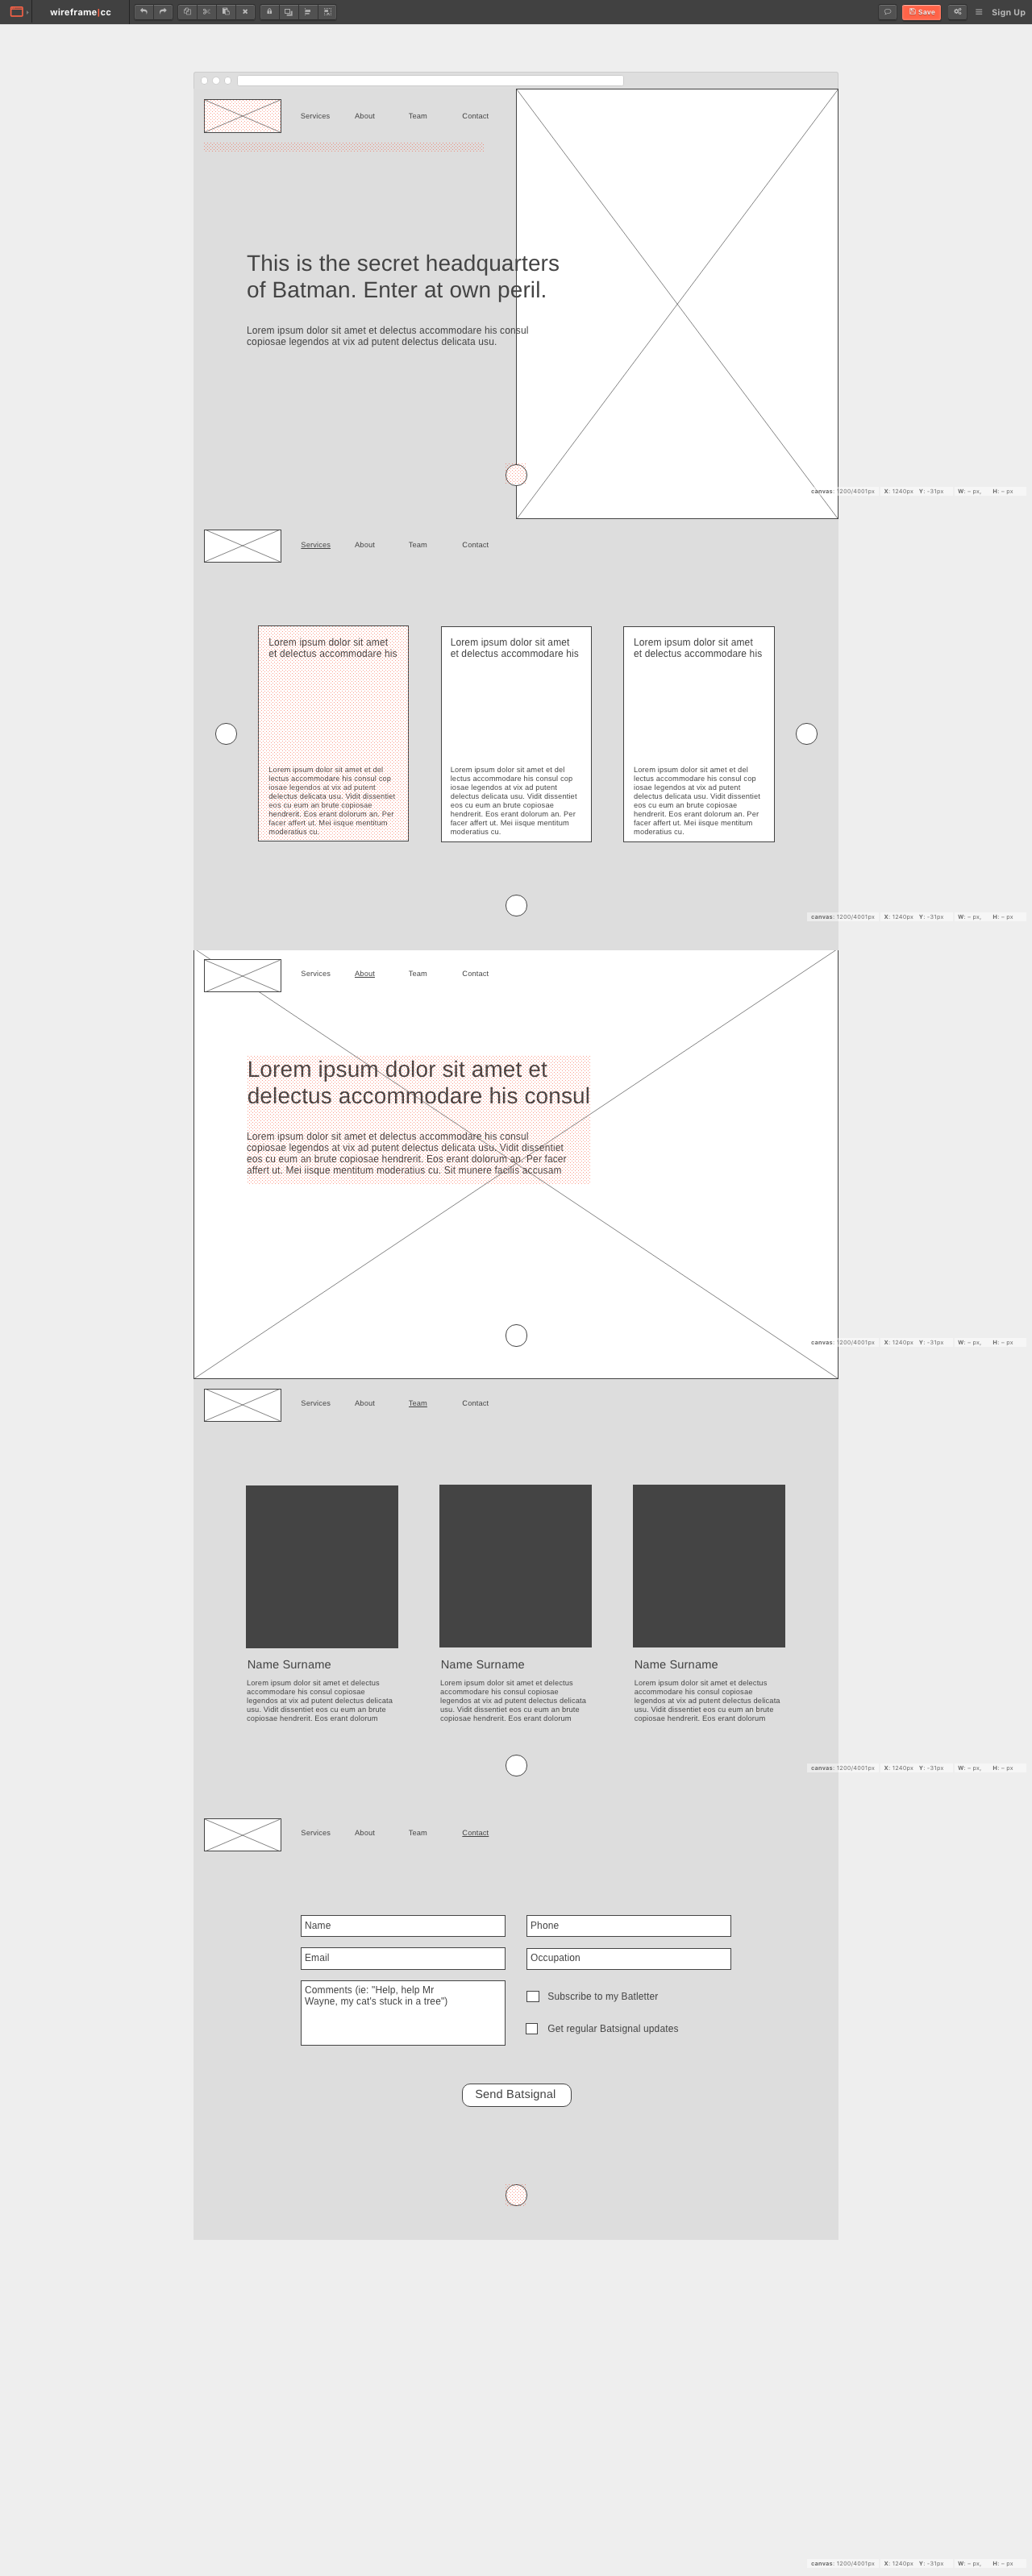 wireframe|cc
Save
Sign Up
Services About Team Contact
This is the secret headquarters
of Batman. Enter at own peril.
Lorem ipsum dolor sit amet et delectus accommodare his consul
copiosae legendos at vix ad putent delectus delicata usu.
canvas: 1200/4001px X: 1240px Y: -31px W: – px, H: – px
Services About Team Contact
Lorem ipsum dolor sit amet
et delectus accommodare his
Lorem ipsum dolor sit amet et del
lectus accommodare his consul cop
iosae legendos at vix ad putent
delectus delicata usu. Vidit dissentiet
eos cu eum an brute copiosae
hendrerit. Eos erant dolorum an. Per
facer affert ut. Mei iisque mentitum
moderatius cu.
Lorem ipsum dolor sit amet
et delectus accommodare his
Lorem ipsum dolor sit amet et del
lectus accommodare his consul cop
iosae legendos at vix ad putent
delectus delicata usu. Vidit dissentiet
eos cu eum an brute copiosae
hendrerit. Eos erant dolorum an. Per
facer affert ut. Mei iisque mentitum
moderatius cu.
Lorem ipsum dolor sit amet
et delectus accommodare his
Lorem ipsum dolor sit amet et del
lectus accommodare his consul cop
iosae legendos at vix ad putent
delectus delicata usu. Vidit dissentiet
eos cu eum an brute copiosae
hendrerit. Eos erant dolorum an. Per
facer affert ut. Mei iisque mentitum
moderatius cu.
canvas: 1200/4001px X: 1240px Y: -31px W: – px, H: – px
Services About Team Contact
Lorem ipsum dolor sit amet et
delectus accommodare his consul
Lorem ipsum dolor sit amet et delectus accommodare his consul
copiosae legendos at vix ad putent delectus delicata usu. Vidit dissentiet
eos cu eum an brute copiosae hendrerit. Eos erant dolorum an. Per facer
affert ut. Mei iisque mentitum moderatius cu. Sit munere facilis accusam
canvas: 1200/4001px X: 1240px Y: -31px W: – px, H: – px
Services About Team Contact
Name Surname
Lorem ipsum dolor sit amet et delectus
accommodare his consul copiosae
legendos at vix ad putent delectus delicata
usu. Vidit dissentiet eos cu eum an brute
copiosae hendrerit. Eos erant dolorum
Name Surname
Lorem ipsum dolor sit amet et delectus
accommodare his consul copiosae
legendos at vix ad putent delectus delicata
usu. Vidit dissentiet eos cu eum an brute
copiosae hendrerit. Eos erant dolorum
Name Surname
Lorem ipsum dolor sit amet et delectus
accommodare his consul copiosae
legendos at vix ad putent delectus delicata
usu. Vidit dissentiet eos cu eum an brute
copiosae hendrerit. Eos erant dolorum
canvas: 1200/4001px X: 1240px Y: -31px W: – px, H: – px
Services About Team Contact
Name
Phone
Email
Occupation
Comments (ie: "Help, help Mr
Wayne, my cat's stuck in a tree")
Subscribe to my Batletter
Get regular Batsignal updates
Send Batsignal
canvas: 1200/4001px X: 1240px Y: -31px W: – px, H: – px